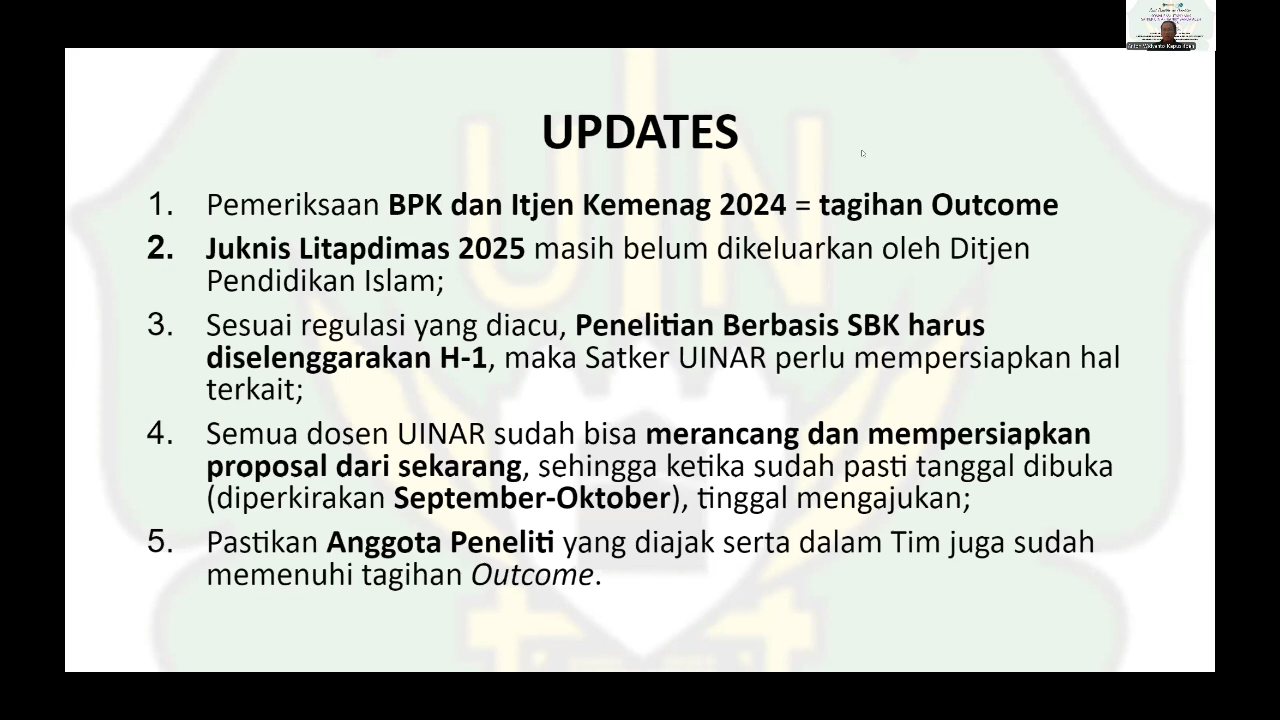 UPDATES
1. Pemeriksaan BPK dan Itjen Kemenag 2024 = tagihan Outcome
2. Juknis Litapdimas 2025 masih belum dikeluarkan oleh Ditjen
Pendidikan Islam;
3. Sesuai regulasi yang diacu, Penelitian Berbasis SBK harus
diselenggarakan H-1, maka Satker UINAR perlu mempersiapkan hal
terkait;
4. Semua dosen UINAR sudah bisa merancang dan mempersiapkan
proposal dari sekarang, sehingga ketika sudah pasti tanggal dibuka
(diperkirakan September-Oktober), tinggal mengajukan;
5. Pastikan Anggota Peneliti yang diajak serta dalam Tim juga sudah
memenuhi tagihan Outcome.
UIN